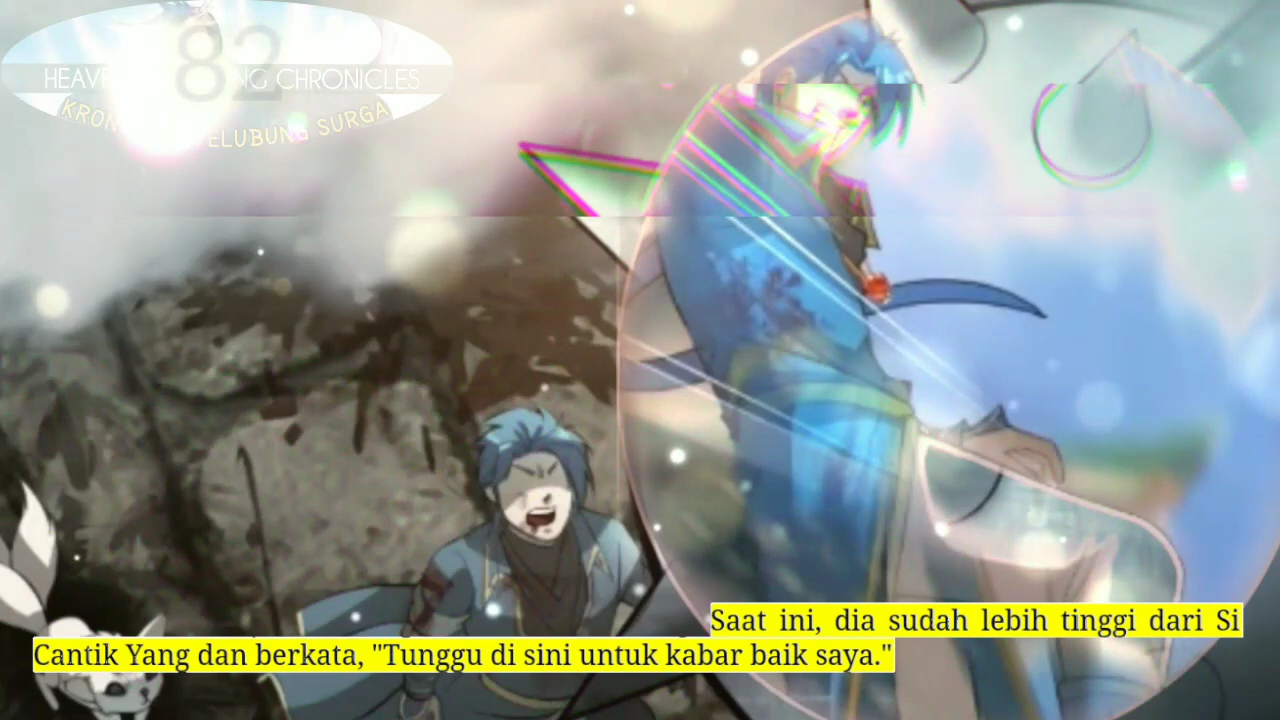 82
HEAVE NG CHRONICLES
KRON ELUBUNG SURGA
Saat ini, dia sudah lebih tinggi dari Si
Cantik Yang dan berkata, "Tunggu di sini untuk kabar baik saya."